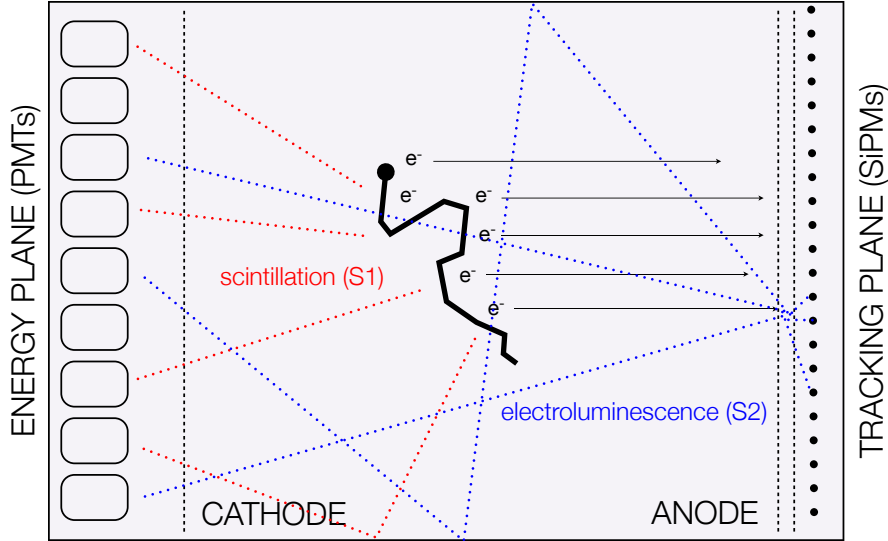 ENERGY PLANE (PMTs)
e-
e-
e-
e-
scintillation (S1)
e-
e-
electroluminescence (S2)
CATHODE
ANODE
TRACKING PLANE (SiPMs)